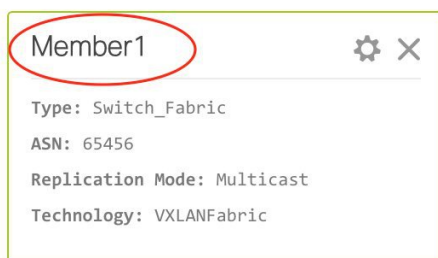 Member1
Type: Switch_Fabric
ASN: 65456
Replication Mode: Multicast
Technology: VXLANFabric